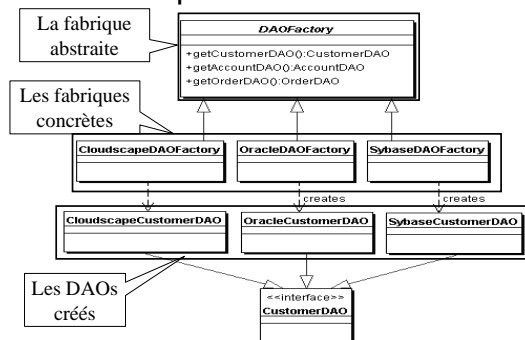 La fabrique
abstraite
DAOFactory
+getCustomerDAO():CustomerDAO
+getAccountDAO():AccountDAO
+getOrderDAO():OrderDAO
Les fabriques
concrètes
CloudscapeDAOFactory
OracleDAOFactory
SybaseDAOFactory
creates
creates
CloudscapeCustomerDAO
OracleCustomerDAO
SybaseCustomerDAO
Les DAOs
créés
<<interface>>
CustomerDAO